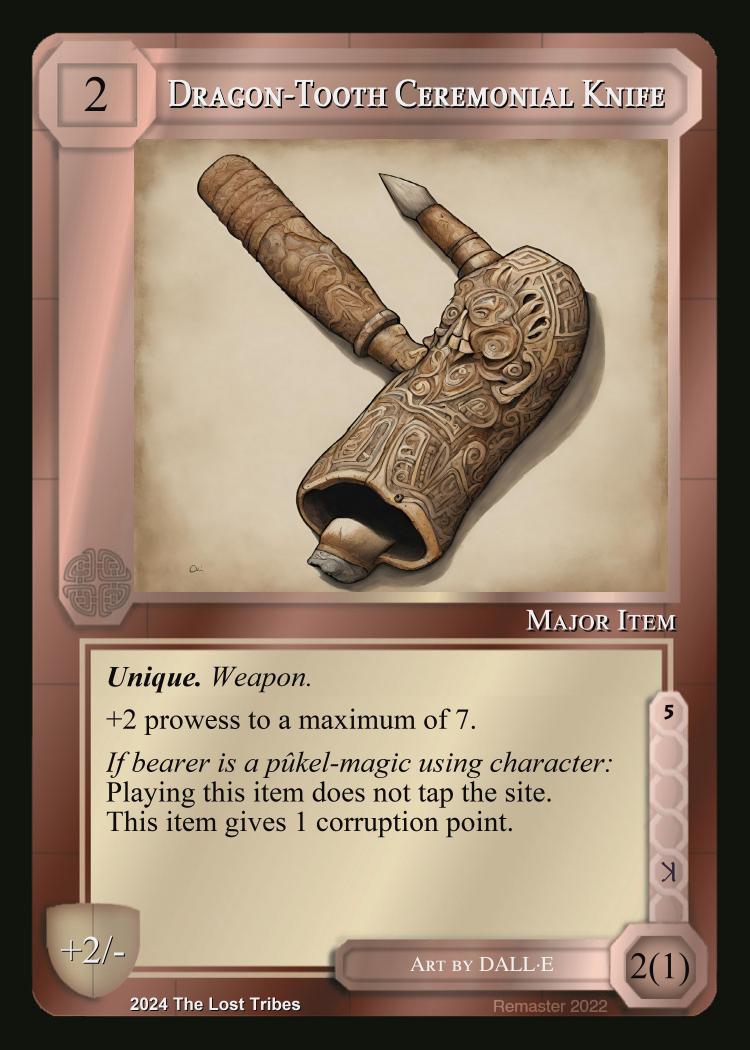 2
Dragon-Tooth Ceremonial Knife
Major Item
Unique. Weapon.
+2 prowess to a maximum of 7.
If bearer is a pûkel-magic using character:
Playing this item does not tap the site.
This item gives 1 corruption point.
5
K
+2/-
Art by DALL·E
2(1)
2024 The Lost Tribes
Remaster 2022